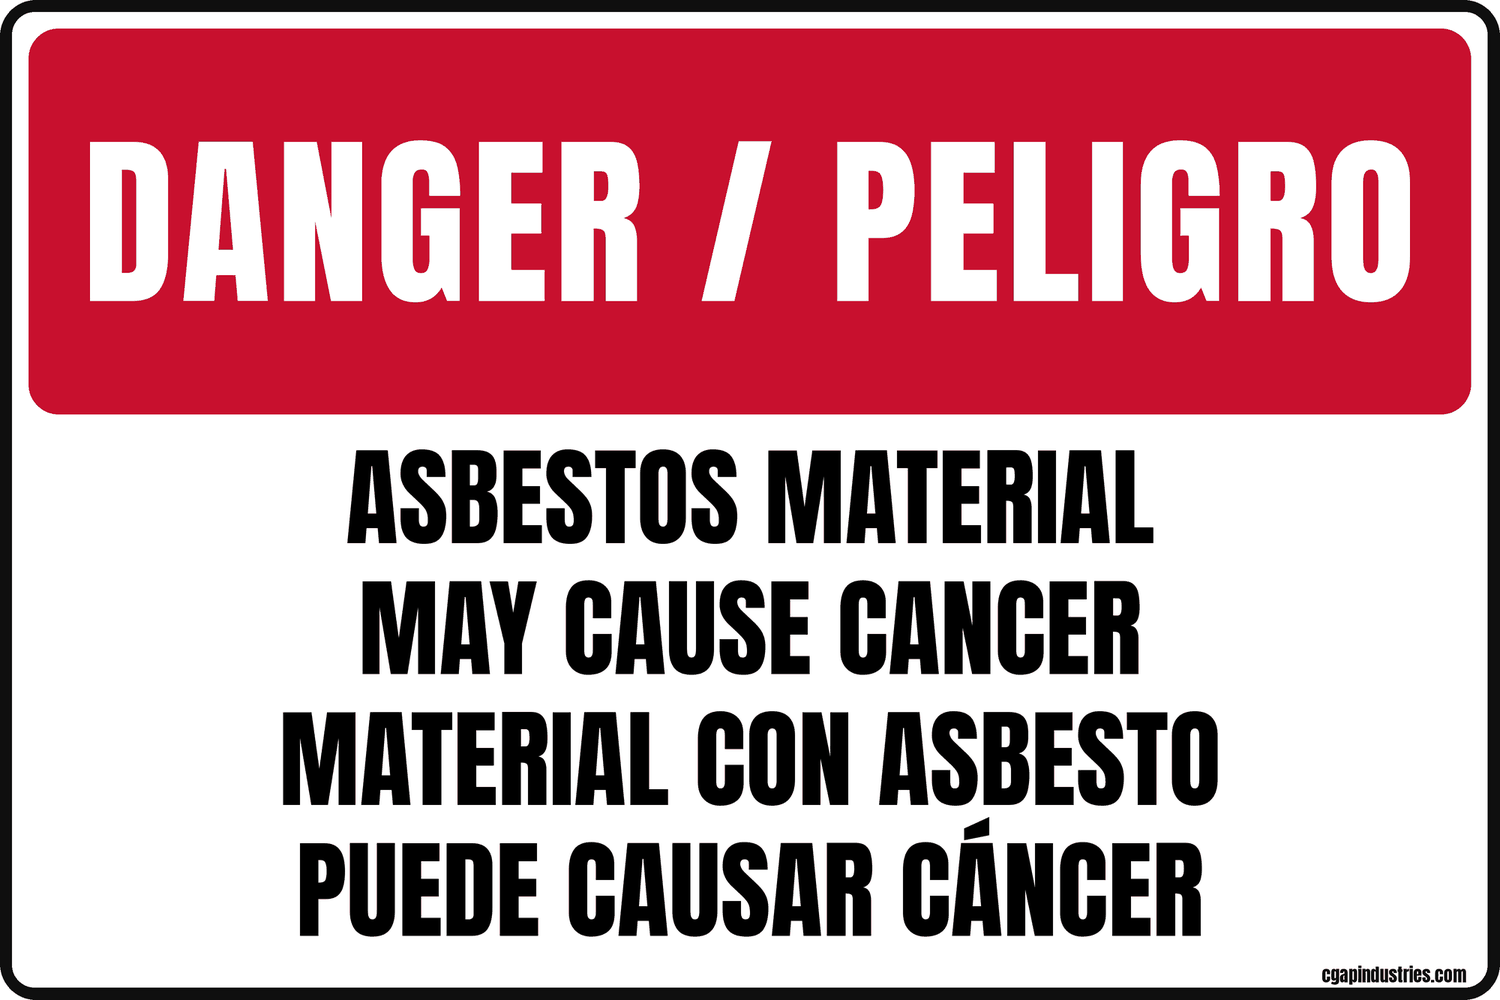 DANGER / PELIGRO
ASBESTOS MATERIAL
MAY CAUSE CANCER
MATERIAL CON ASBESTO
PUEDE CAUSAR CÁNCER
cgapindustries.com